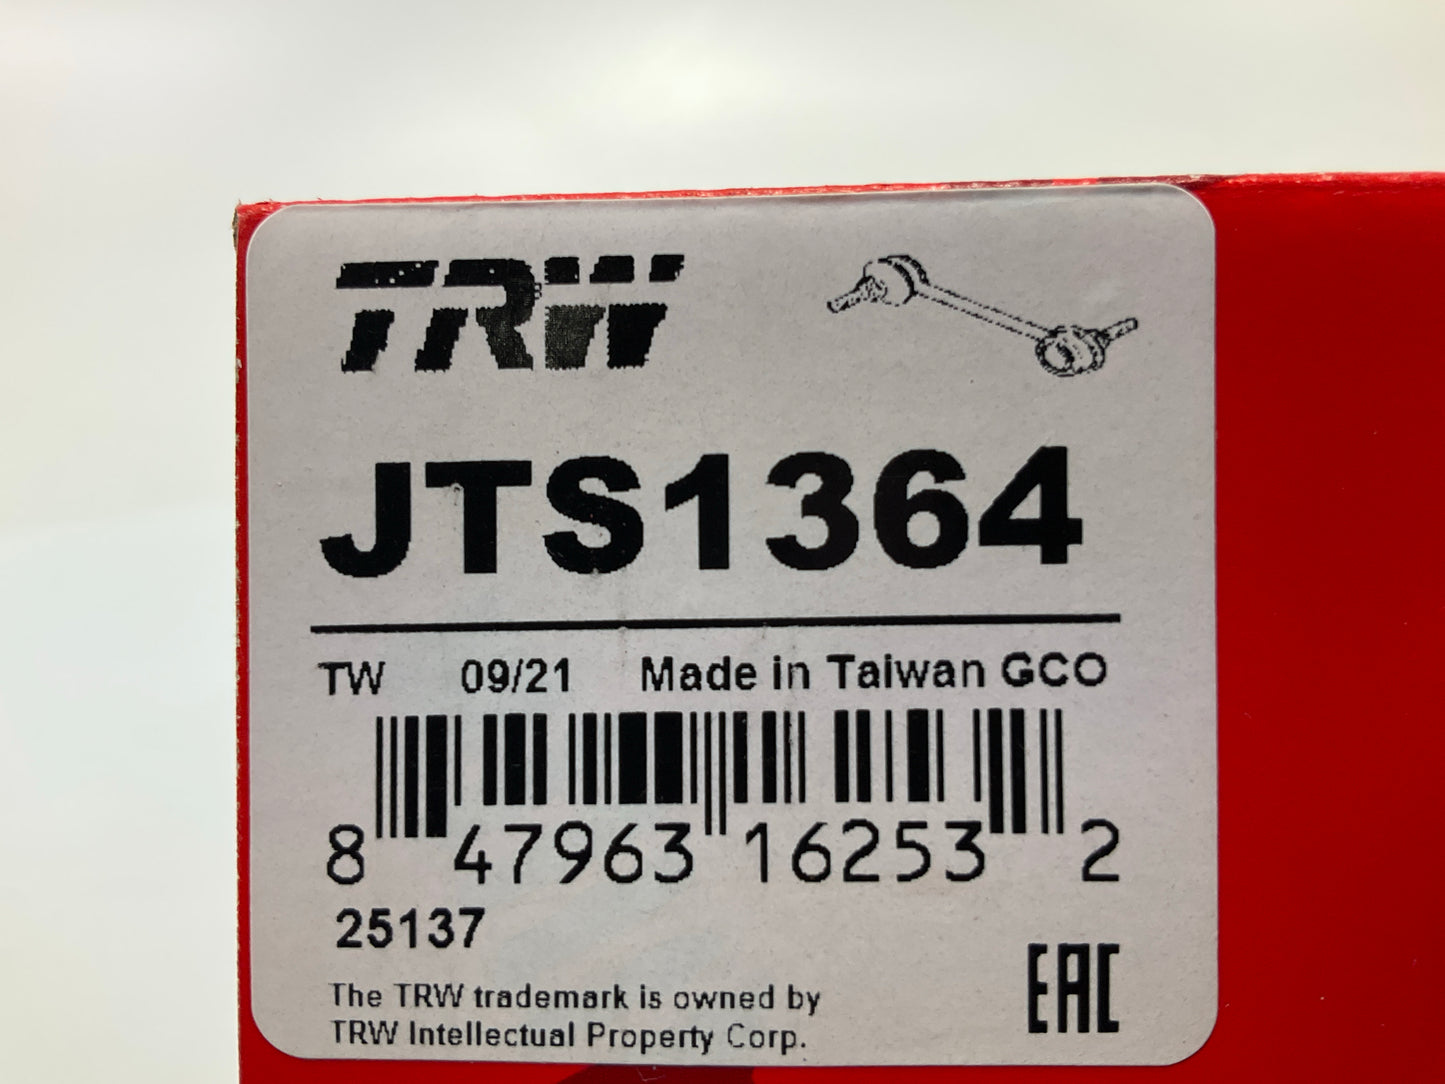 TRW
JTS1364
TW 09/21 Made in Taiwan GCO
8 47963 16253 2
25137
The TRW trademark is owned by
TRW Intellectual Property Corp.
EAC